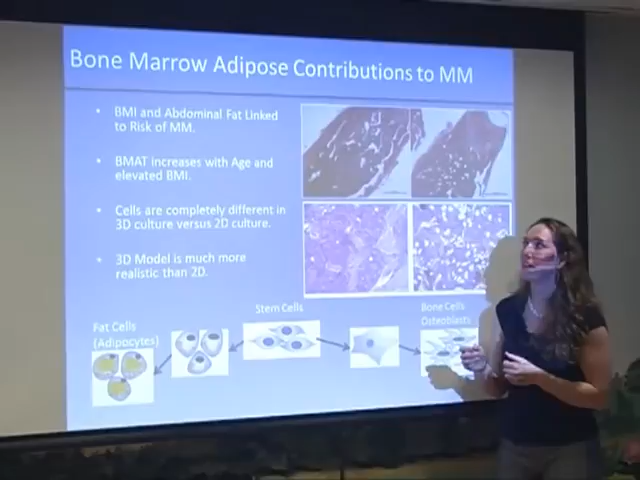 Bone Marrow Adipose Contributions to MM
• BMI and Abdominal Fat Linked
to Risk of MM.
• BMAT increases with Age and
elevated BMI.
• Cells are completely different in
3D culture versus 2D culture.
• 3D Model is much more
realistic than 2D.
Stem Cells
Bone Cells
Osteoblasts
Fat Cells
(Adipocytes)